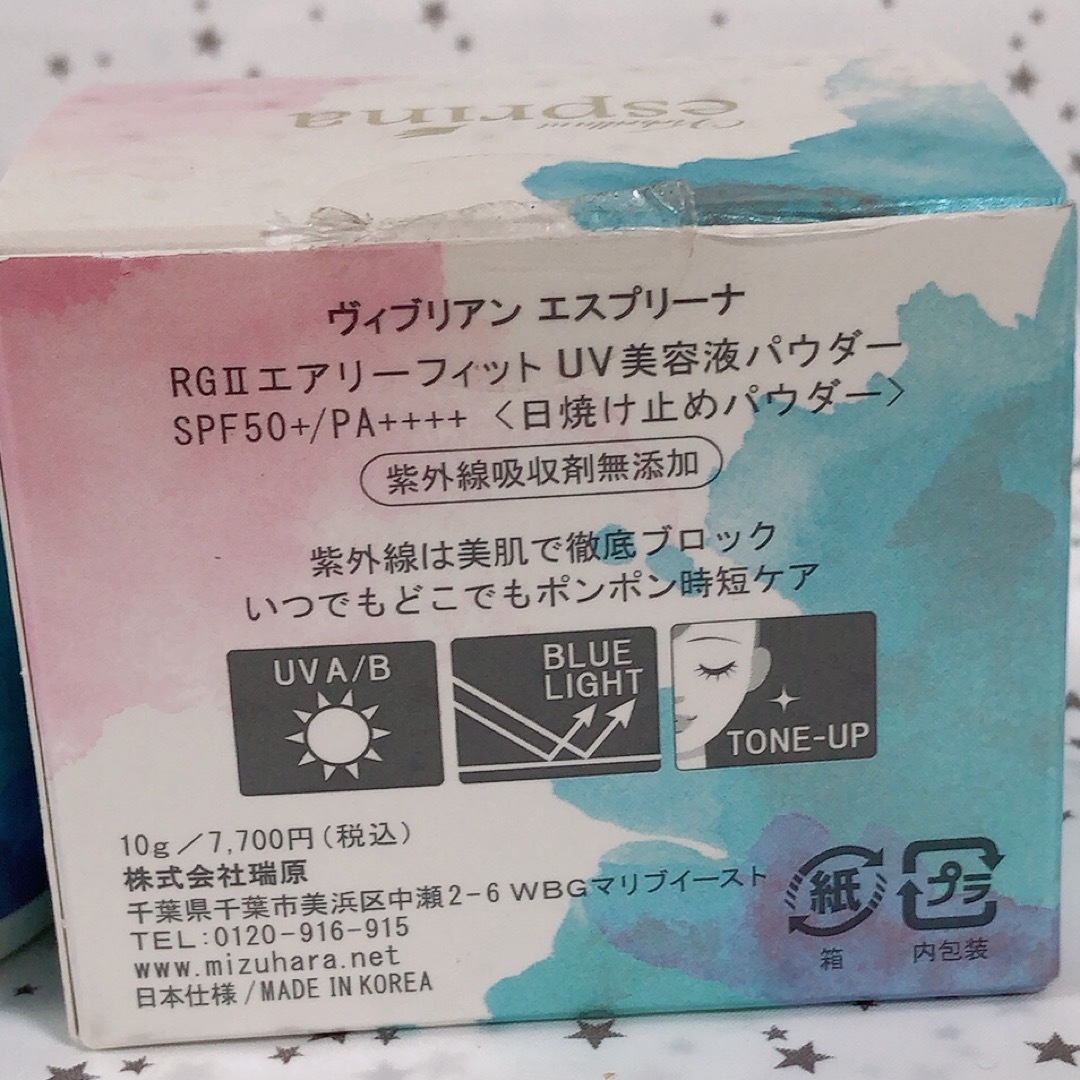 esprina
ヴィブリアン エスプリーナ
RGⅡエアリーフィット UV美容液パウダー
SPF50+/PA++++ 〈日焼け止めパウダー〉
紫外線吸収剤無添加
紫外線は美肌で徹底ブロック
いつでもどこでもポンポン時短ケア
UV A/B
BLUE
LIGHT
TONE-UP
10g／7,700円（税込）
株式会社瑞原
千葉県千葉市美浜区中瀬2-6 WBGマリブイースト
TEL:0120-916-915
www.mizuhara.net
日本仕様/MADE IN KOREA
紙
箱
プラ
内包装